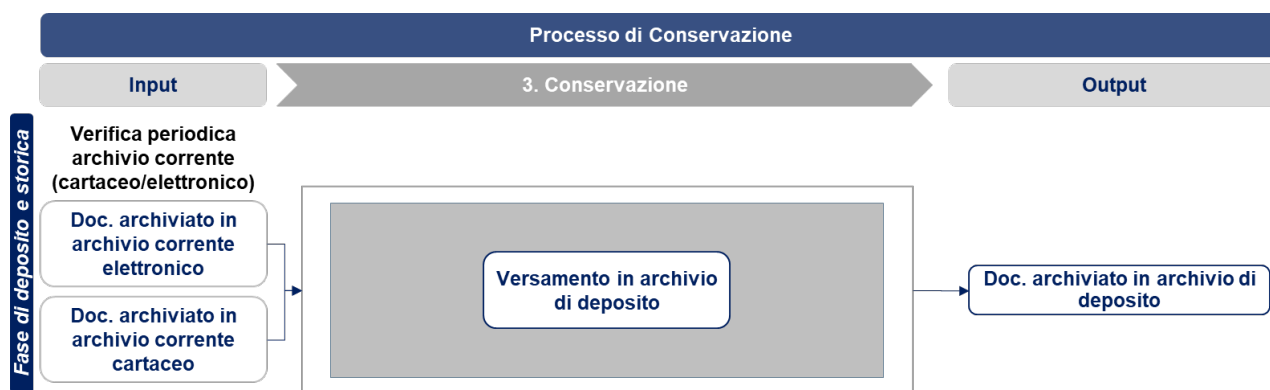 Processo di Conservazione
Input
3. Conservazione
Output
Fase di deposito e storica
Verifica periodica
archivio corrente
(cartaceo/elettronico)
Doc. archiviato in
archivio corrente
elettronico
Doc. archiviato in
archivio corrente
cartaceo
Versamento in archivio
di deposito
Doc. archiviato in archivio di
deposito